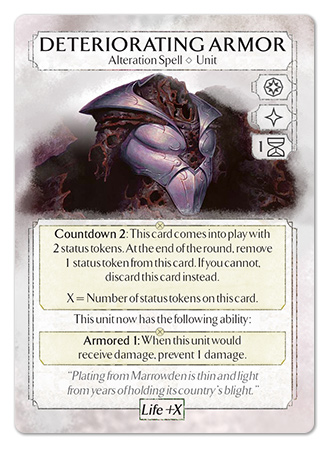 DETERIORATING ARMOR
Alteration Spell ◇ Unit
1
Countdown 2: This card comes into play with
2 status tokens. At the end of the round, remove
1 status token from this card. If you cannot,
discard this card instead.
X = Number of status tokens on this card.
This unit now has the following ability:
Armored 1: When this unit would
receive damage, prevent 1 damage.
“Plating from Marrowden is thin and light
from years of holding its country’s blight.”
Life +X